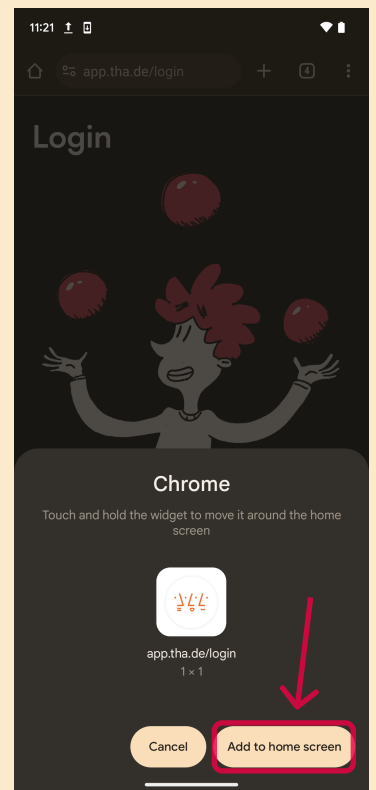 11:21
app.tha.de/login
4
Login
Chrome
Touch and hold the widget to move it around the home
screen
app.tha.de/login
1 × 1
Cancel
Add to home screen